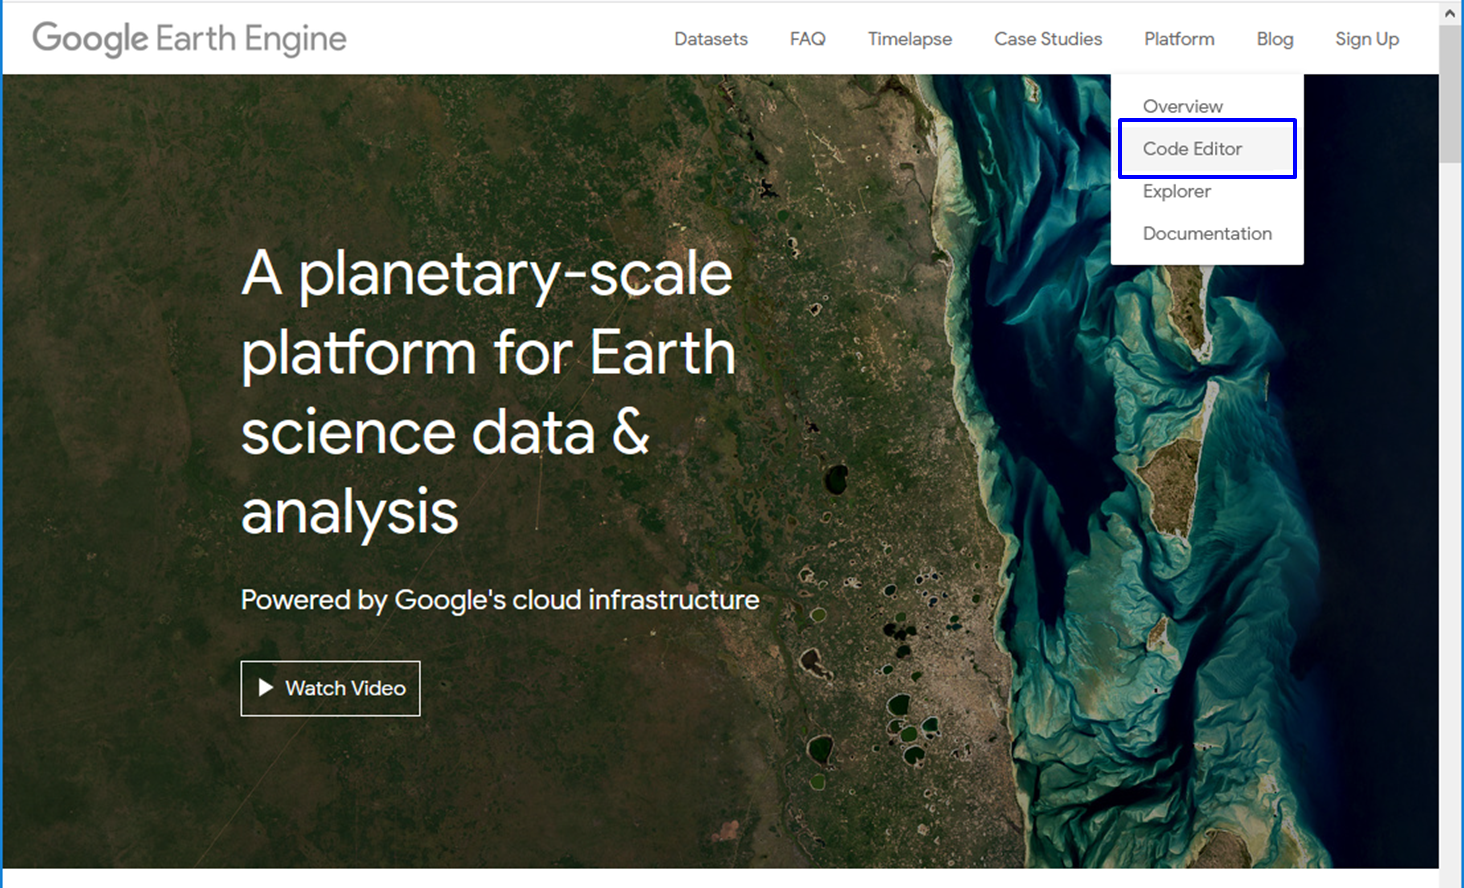 Google Earth Engine
Datasets
FAQ
Timelapse
Case Studies
Platform
Blog
Sign Up
Overview
Code Editor
Explorer
Documentation
A planetary-scale
platform for Earth
science data &
analysis
Powered by Google's cloud infrastructure
Watch Video